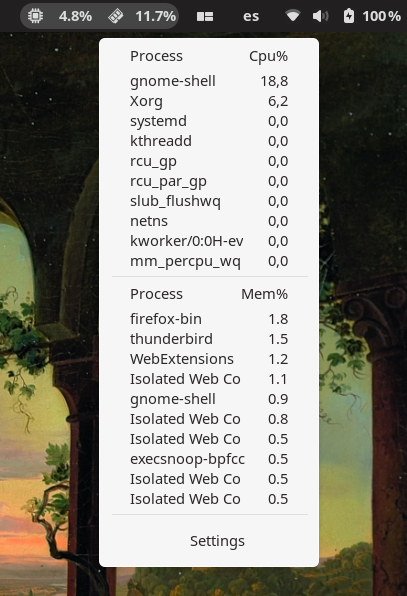 4.8% 11.7% es 100 %
Process Cpu%
gnome-shell 18,8
Xorg 6,2
systemd 0,0
kthreadd 0,0
rcu_gp 0,0
rcu_par_gp 0,0
slub_flushwq 0,0
netns 0,0
kworker/0:0H-ev 0,0
mm_percpu_wq 0,0
Process Mem%
firefox-bin 1.8
thunderbird 1.5
WebExtensions 1.2
Isolated Web Co 1.1
gnome-shell 0.9
Isolated Web Co 0.8
Isolated Web Co 0.5
execsnoop-bpfcc 0.5
Isolated Web Co 0.5
Isolated Web Co 0.5
Settings